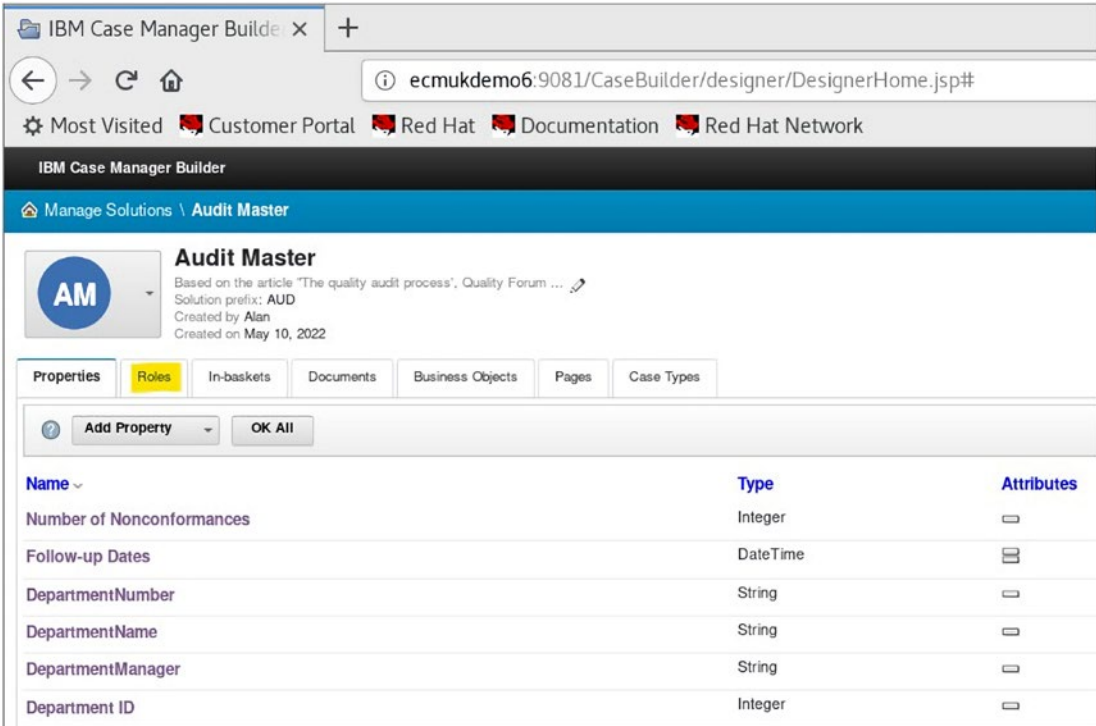 IBM Case Manager Builde
ecmukdemo6:9081/CaseBuilder/designer/DesignerHome.jsp#
Most Visited Customer Portal Red Hat Documentation Red Hat Network
IBM Case Manager Builder
Manage Solutions \ Audit Master
AM
Audit Master
Based on the article "The quality audit process', Quality Forum ...
Solution prefix: AUD
Created by Alan
Created on May 10, 2022
Properties Roles In-baskets Documents Business Objects Pages Case Types
? Add Property OK All
Name Type Attributes
Number of Nonconformances Integer
Follow-up Dates DateTime
DepartmentNumber String
DepartmentName String
DepartmentManager String
Department ID Integer